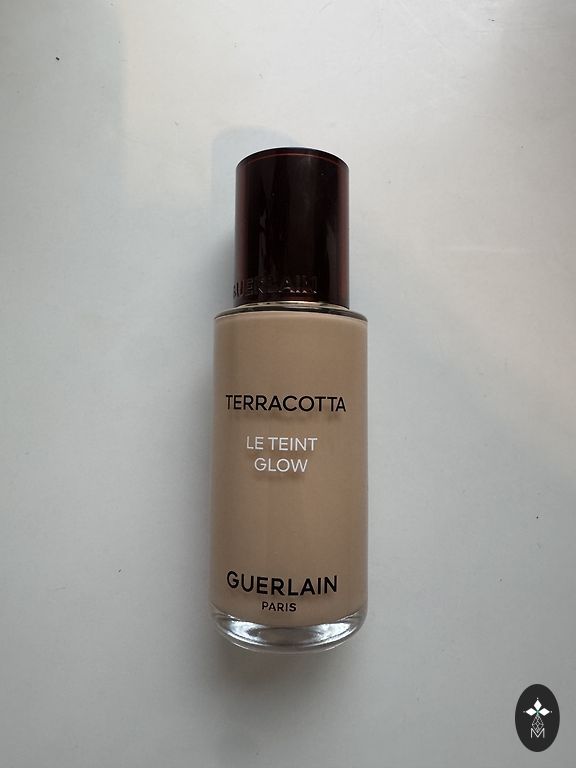 GUERLAIN
TERRACOTTA
LE TEINT
GLOW
GUERLAIN
PARIS
M